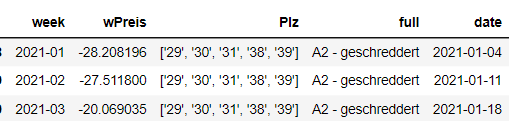 week wPreis Plz full date
2021-01 -28.208196 ['29', '30', '31', '38', '39'] A2 - geschreddert 2021-01-04
2021-02 -27.511800 ['29', '30', '31', '38', '39'] A2 - geschreddert 2021-01-11
2021-03 -20.069035 ['29', '30', '31', '38', '39'] A2 - geschreddert 2021-01-18